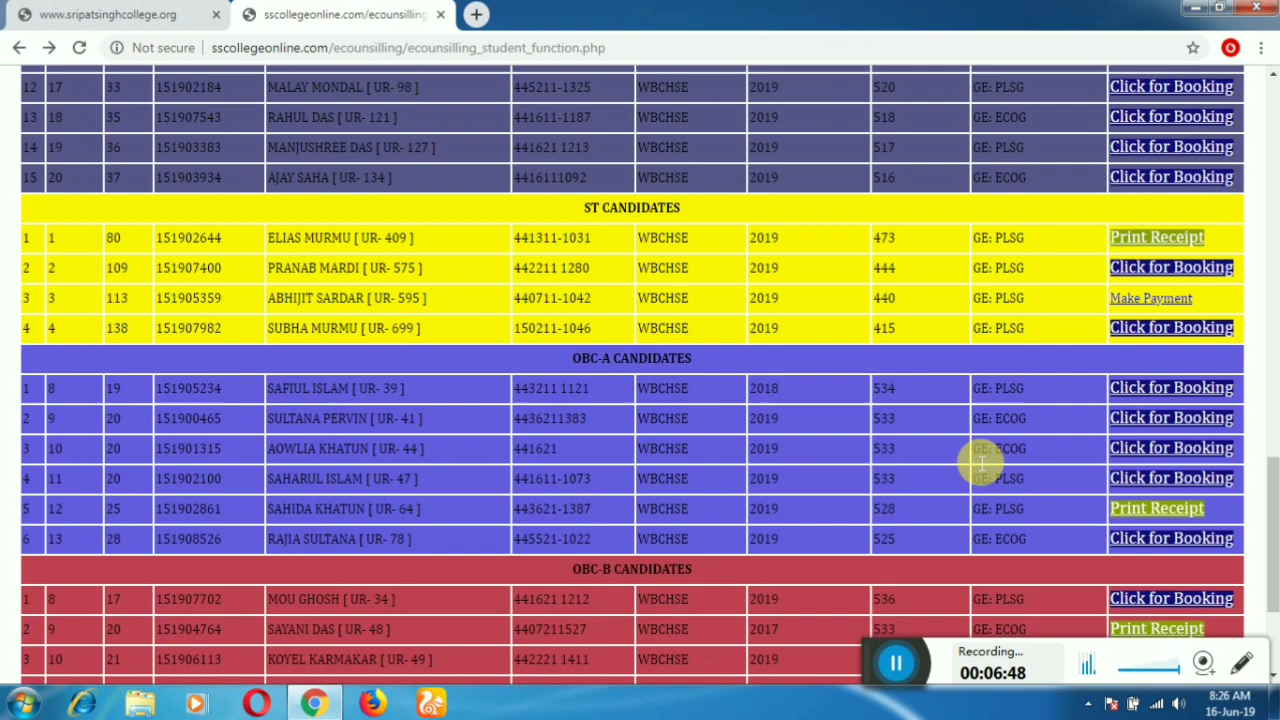 www.sripatsinghcollege.org
sscollegeonline.com/ecounsilling
Not secure sscollegeonline.com/ecounsilling/ecounsilling_student_function.php
12 17 33 151902184 MALAY MONDAL [ UR- 98 ] 445211-1325 WBCHSE 2019 520 GE: PLSG Click for Booking
13 18 35 151907543 RAHUL DAS [ UR- 121 ] 441611-1187 WBCHSE 2019 518 GE: ECOG Click for Booking
14 19 36 151903383 MANJUSHREE DAS [ UR- 127 ] 441621 1213 WBCHSE 2019 517 GE: PLSG Click for Booking
15 20 37 151903934 AJAY SAHA [ UR- 134 ] 4416111092 WBCHSE 2019 516 GE: ECOG Click for Booking
ST CANDIDATES
1 1 80 151902644 ELIAS MURMU [ UR- 409 ] 441311-1031 WBCHSE 2019 473 GE: PLSG Print Receipt
2 2 109 151907400 PRANAB MARDI [ UR- 575 ] 442211 1280 WBCHSE 2019 444 GE: PLSG Click for Booking
3 3 113 151905359 ABHIJIT SARDAR [ UR- 595 ] 440711-1042 WBCHSE 2019 440 GE: PLSG Make Payment
4 4 138 151907982 SUBHA MURMU [ UR- 699 ] 150211-1046 WBCHSE 2019 415 GE: PLSG Click for Booking
OBC-A CANDIDATES
1 8 19 151905234 SAFIUL ISLAM [ UR- 39 ] 443211 1121 WBCHSE 2018 534 GE: PLSG Click for Booking
2 9 20 151900465 SULTANA PERVIN [ UR- 41 ] 4436211383 WBCHSE 2019 533 GE: ECOG Click for Booking
3 10 20 151901315 AOWLIA KHATUN [ UR- 44 ] 441621 WBCHSE 2019 533 GE: ECOG Click for Booking
4 11 20 151902100 SAHARUL ISLAM [ UR- 47 ] 441611-1073 WBCHSE 2019 533 GE: PLSG Click for Booking
5 12 25 151902861 SAHIDA KHATUN [ UR- 64 ] 443621-1387 WBCHSE 2019 528 GE: PLSG Print Receipt
6 13 28 151908526 RAJIA SULTANA [ UR- 78 ] 445521-1022 WBCHSE 2019 525 GE: ECOG Click for Booking
OBC-B CANDIDATES
1 8 17 151907702 MOU GHOSH [ UR- 34 ] 441621 1212 WBCHSE 2019 536 GE: PLSG Click for Booking
2 9 20 151904764 SAYANI DAS [ UR- 48 ] 4407211527 WBCHSE 2017 533 GE: ECOG Print Receipt
3 10 21 151906113 KOYEL KARMAKAR [ UR- 49 ] 442221 1411 WBCHSE 2019
Recording...
00:06:48
8:26 AM
16-Jun-19